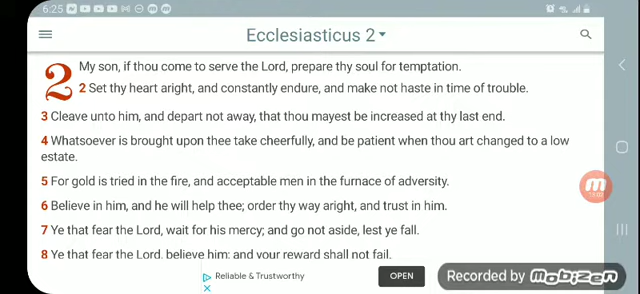 6:25
Ecclesiasticus 2
2 My son, if thou come to serve the Lord, prepare thy soul for temptation.
2 Set thy heart aright, and constantly endure, and make not haste in time of trouble.
3 Cleave unto him, and depart not away, that thou mayest be increased at thy last end.
4 Whatsoever is brought upon thee take cheerfully, and be patient when thou art changed to a low
estate.
5 For gold is tried in the fire, and acceptable men in the furnace of adversity.
6 Believe in him, and he will help thee; order thy way aright, and trust in him.
7 Ye that fear the Lord, wait for his mercy; and go not aside, lest ye fall.
8 Ye that fear the Lord, believe him; and your reward shall not fail.
Reliable & Trustworthy
OPEN
Recorded by Mobizen